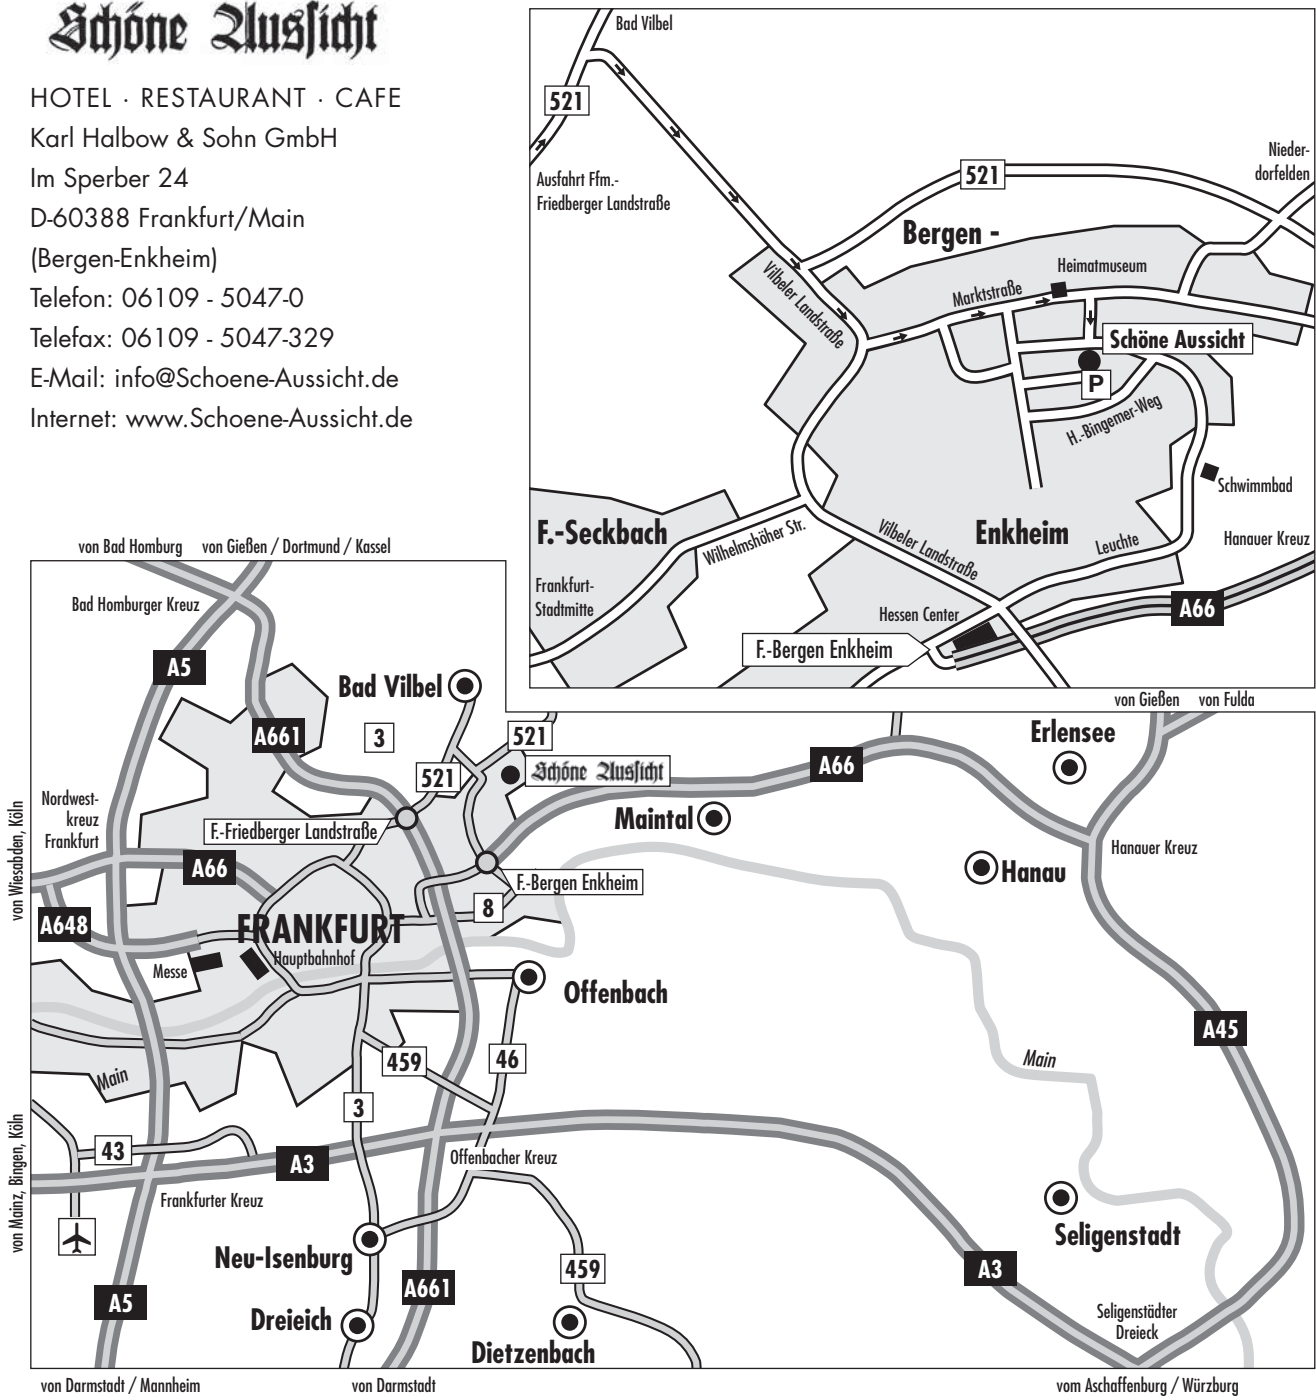 Schöne Aussicht
HOTEL · RESTAURANT · CAFE
Karl Halbow & Sohn GmbH
Im Sperber 24
D-60388 Frankfurt/Main
(Bergen-Enkheim)
Telefon: 06109 - 5047-0
Telefax: 06109 - 5047-329
E-Mail: info@Schoene-Aussicht.de
Internet: www.Schoene-Aussicht.de
Bad Vilbel
521
Ausfahrt Ffm.-
Friedberger Landstraße
521
Nieder-
dorfelden
Bergen -
Heimatmuseum
Marktstraße
Vilbeler Landstraße
Schöne Aussicht
P
H.-Bingemer-Weg
Schwimmbad
F.-Seckbach
Wilhelmshöher Str.
Vilbeler Landstraße
Enkheim
Leuchte
Hanauer Kreuz
Frankfurt-
Stadtmitte
Hessen Center
A66
F.-Bergen Enkheim
von Bad Homburg
von Gießen / Dortmund / Kassel
Bad Homburger Kreuz
A5
Bad Vilbel
von Gießen
von Fulda
A661
3
521
Erlensee
521
Schöne Aussicht
A66
Nordwest-
kreuz
Frankfurt
von Wiesabden, Köln
F.-Friedberger Landstraße
Maintal
Hanauer Kreuz
A66
Hanau
F.-Bergen Enkheim
8
A648
FRANKFURT
Hauptbahnhof
Messe
Offenbach
A45
Main
459
46
Main
3
von Mainz, Bingen, Köln
43
A3
Offenbacher Kreuz
Frankfurter Kreuz
Seligenstadt
Neu-Isenburg
459
A3
A661
A5
Dreieich
Seligenstädter
Dreieck
Dietzenbach
von Darmstadt / Mannheim
von Darmstadt
vom Aschaffenburg / Würzburg